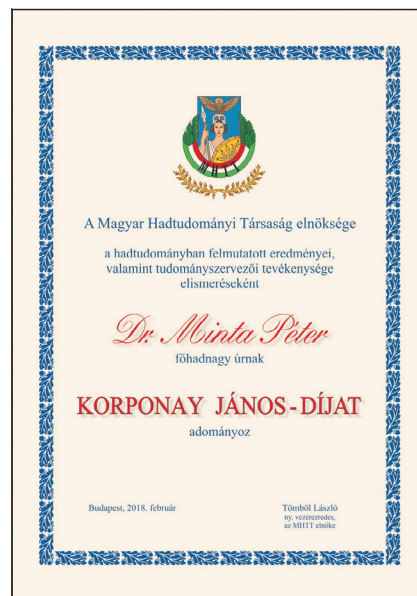 MHTT
A Magyar Hadtudományi Társaság elnöksége
a hadtudományban felmutatott eredményei,
valamint tudományszervezői tevékenysége
elismeréseként
Dr. Minta Péter
főhadnagy úrnak
KORPONAY JÁNOS-DÍJAT
adományoz
Budapest, 2018. február
Tömböl László
ny. vezérezredes,
az MHTT elnöke